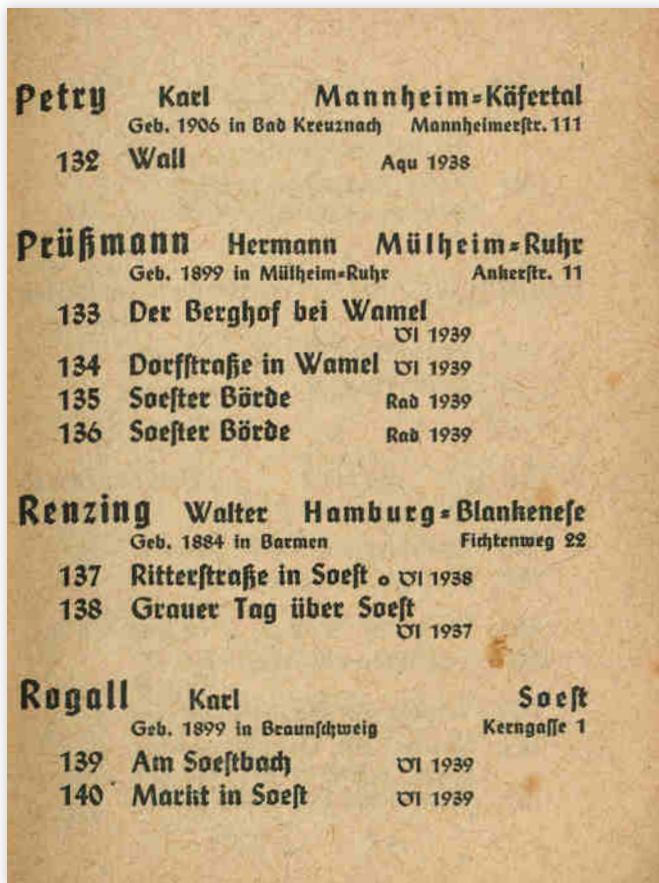 Petry Karl Mannheim=Käfertal
Geb. 1906 in Bad Kreuznach Mannheimerſtr. 111
132 Wall Aqu 1938
Prüßmann Hermann Mülheim=Ruhr
Geb. 1899 in Mülheim=Ruhr Ankerſtr. 11
133 Der Berghof bei Wamel
Öl 1939
134 Dorfſtraße in Wamel Öl 1939
135 Soeſter Börde Rad 1939
136 Soeſter Börde Rad 1939
Renzing Walter Hamburg=Blankeneſe
Geb. 1884 in Barmen Fichtenweg 22
137 Ritterſtraße in Soeſt o Öl 1938
138 Grauer Tag über Soeſt
Öl 1937
Rogall Karl Soeſt
Geb. 1899 in Braunſchweig Kerngaſſe 1
139 Am Soeſtbach Öl 1939
140 Markt in Soeſt Öl 1939